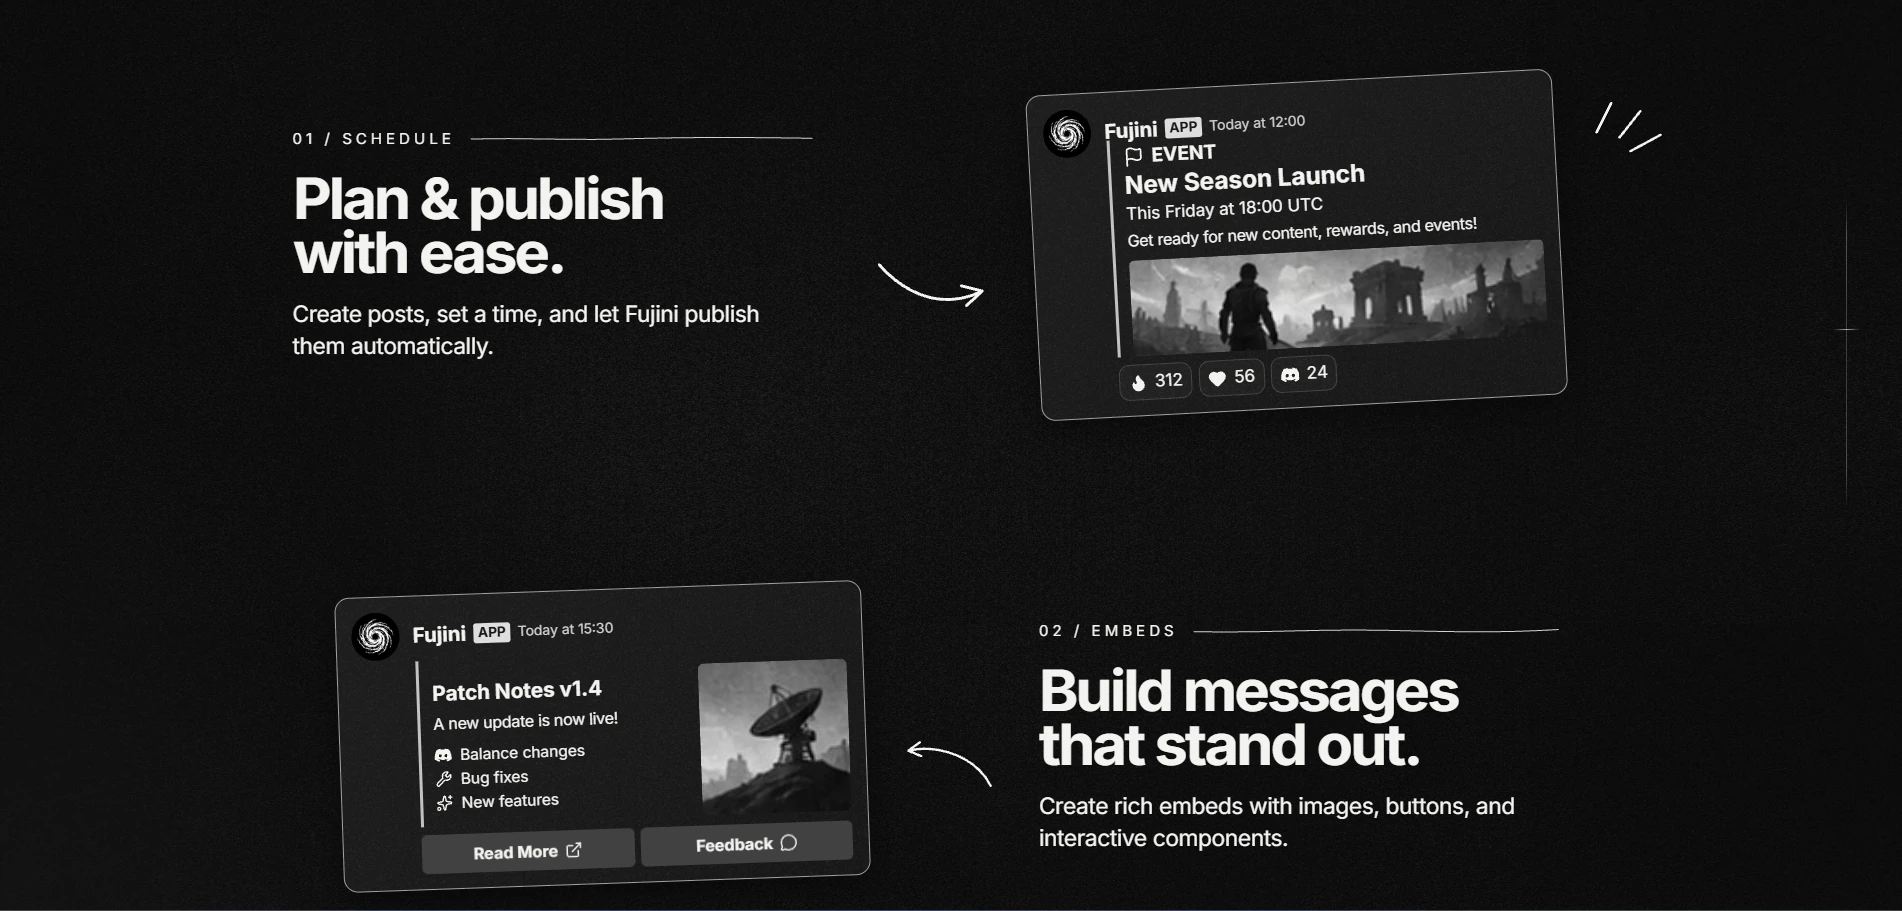 01 / SCHEDULE
Plan & publish
with ease.
Create posts, set a time, and let Fujini publish
them automatically.
Fujini APP Today at 12:00
EVENT
New Season Launch
This Friday at 18:00 UTC
Get ready for new content, rewards, and events!
312 56 24
Fujini APP Today at 15:30
Patch Notes v1.4
A new update is now live!
Balance changes
Bug fixes
New features
Read More Feedback
02 / EMBEDS
Build messages
that stand out.
Create rich embeds with images, buttons, and
interactive components.